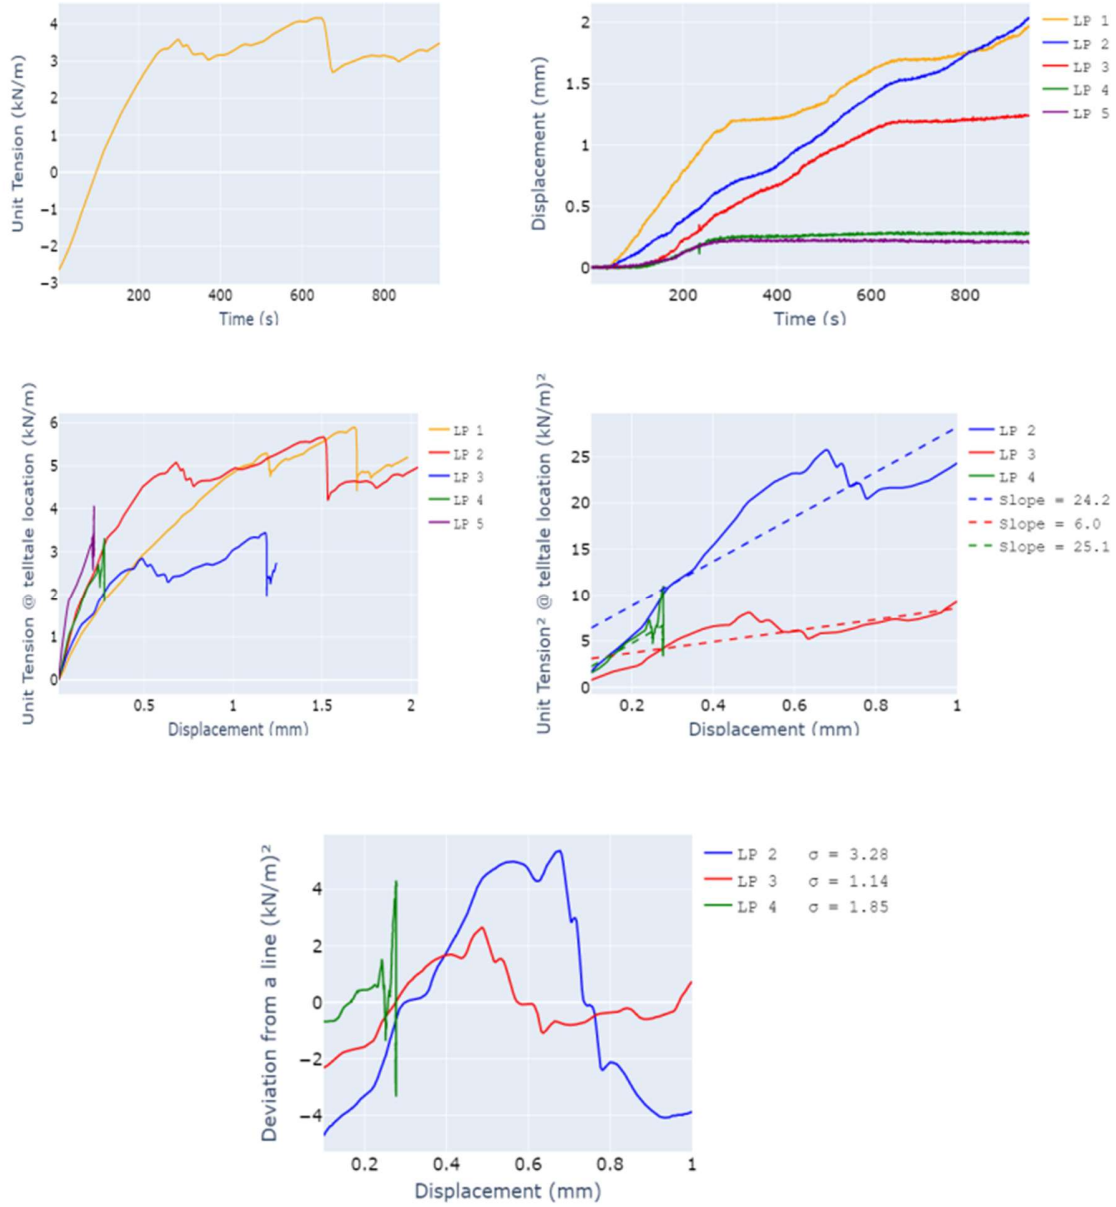 Unit Tension (kN/m)
4
3
2
1
0
−1
−2
−3
200
400
600
800
Time (s)
Displacement (mm)
2
1.5
1
0.5
0
200
400
600
800
Time (s)
LP 1
LP 2
LP 3
LP 4
LP 5
Unit Tension @ telltale location (kN/m)
6
5
4
3
2
1
0
0.5
1
1.5
2
Displacement (mm)
LP 1
LP 2
LP 3
LP 4
LP 5
Unit Tension² @ telltale location (kN/m)²
25
20
15
10
5
0
0.2
0.4
0.6
0.8
1
Displacement (mm)
LP 2
LP 3
LP 4
Slope = 24.2
Slope = 6.0
Slope = 25.1
Deviation from a line (kN/m)²
4
2
0
−2
−4
0.2
0.4
0.6
0.8
1
Displacement (mm)
LP 2 σ = 3.28
LP 3 σ = 1.14
LP 4 σ = 1.85